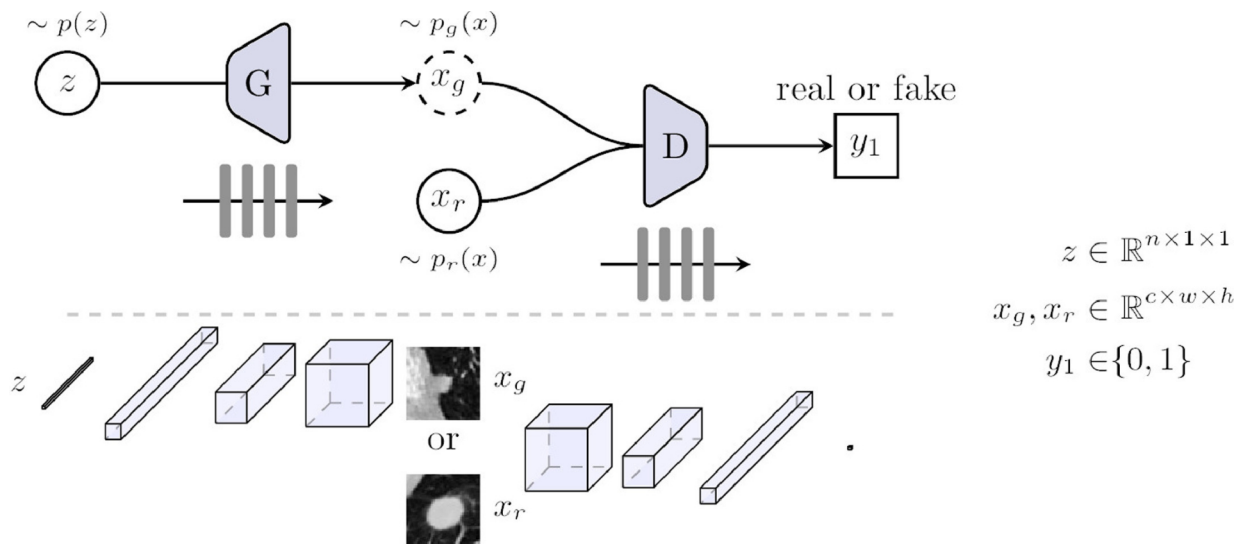 ∼ p(z)
∼ p_g(x)
z
G
x_g
real or fake
D
y_1
x_r
∼ p_r(x)
z ∈ ℝ^{n×1×1}
x_g, x_r ∈ ℝ^{c×w×h}
y_1 ∈{0, 1}
z
x_g
or
x_r